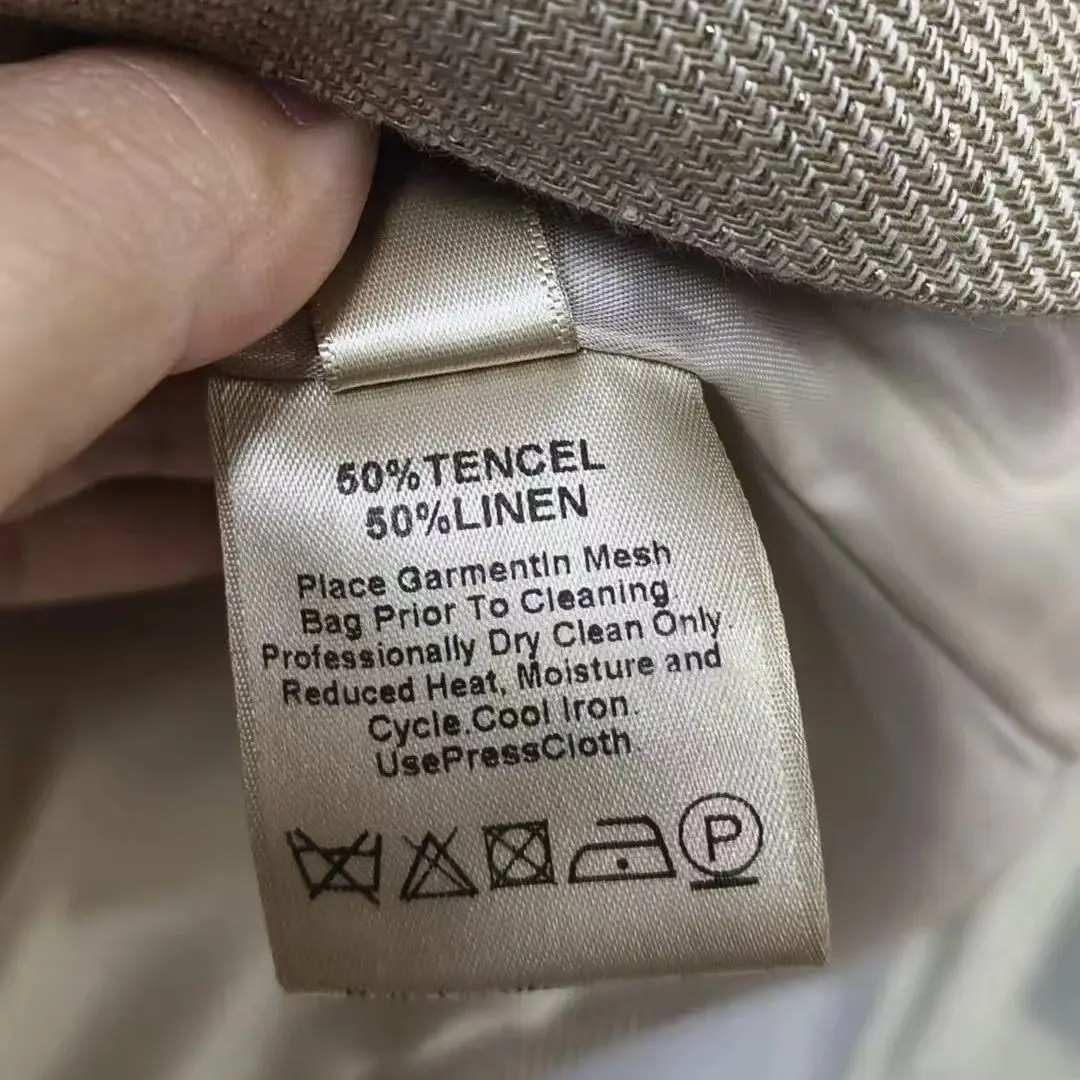 50%TENCEL
50%LINEN
Place GarmentIn Mesh
Bag Prior To Cleaning.
Professionally Dry Clean Only.
Reduced Heat, Moisture and
Cycle.Cool Iron.
UsePressCloth.
P